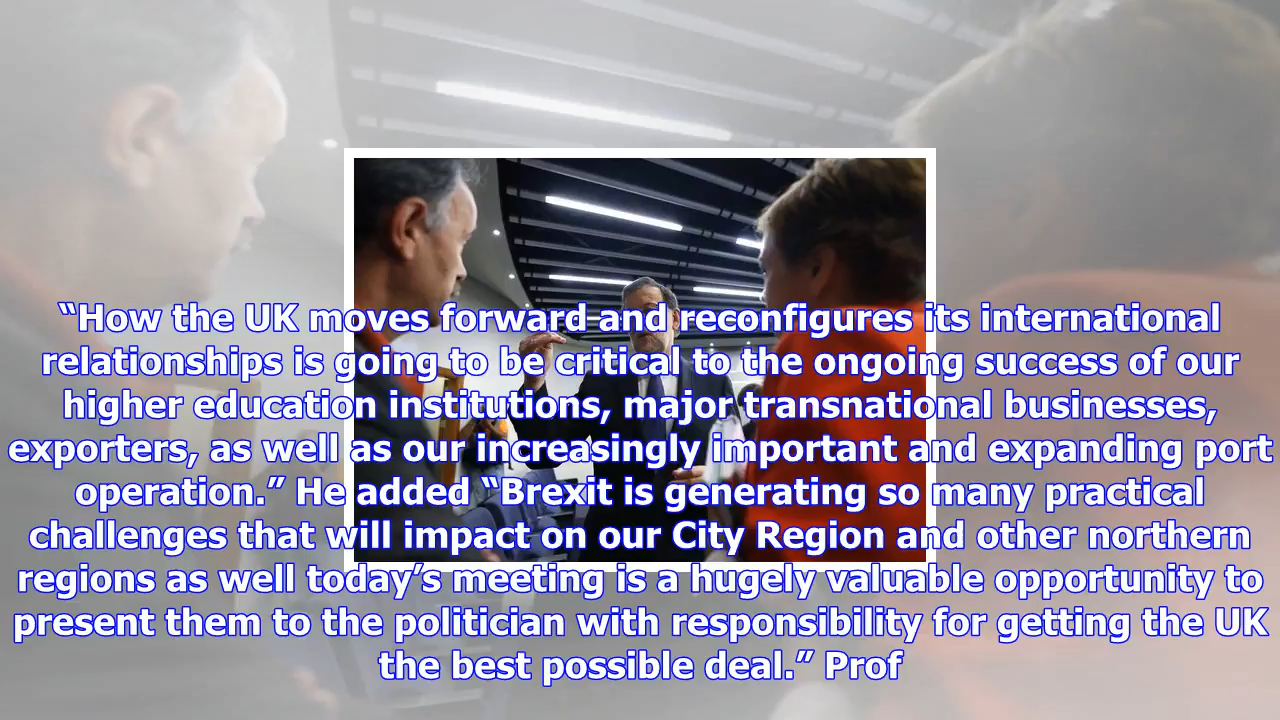 “How the UK moves forward and reconfigures its international
relationships is going to be critical to the ongoing success of our
higher education institutions, major transnational businesses,
exporters, as well as our increasingly important and expanding port
operation.” He added “Brexit is generating so many practical
challenges that will impact on our City Region and other northern
regions as well today’s meeting is a hugely valuable opportunity to
present them to the politician with responsibility for getting the UK
the best possible deal.” Prof